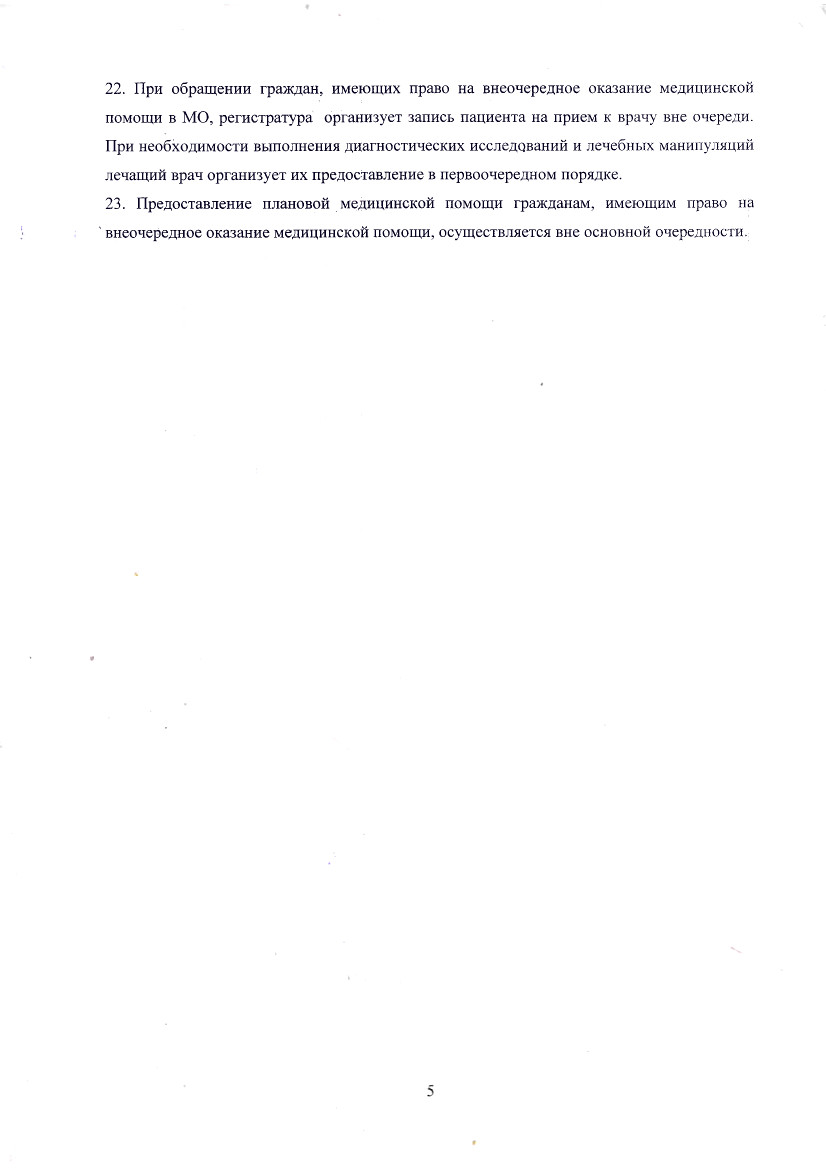 22. При обращении граждан, имеющих право на внеочередное оказание медицинской
помощи в МО, регистратура организует запись пациента на прием к врачу вне очереди.
При необходимости выполнения диагностических исследований и лечебных манипуляций
лечащий врач организует их предоставление в первоочередном порядке.
23. Предоставление плановой медицинской помощи гражданам, имеющим право на
внеочередное оказание медицинской помощи, осуществляется вне основной очередности.
5